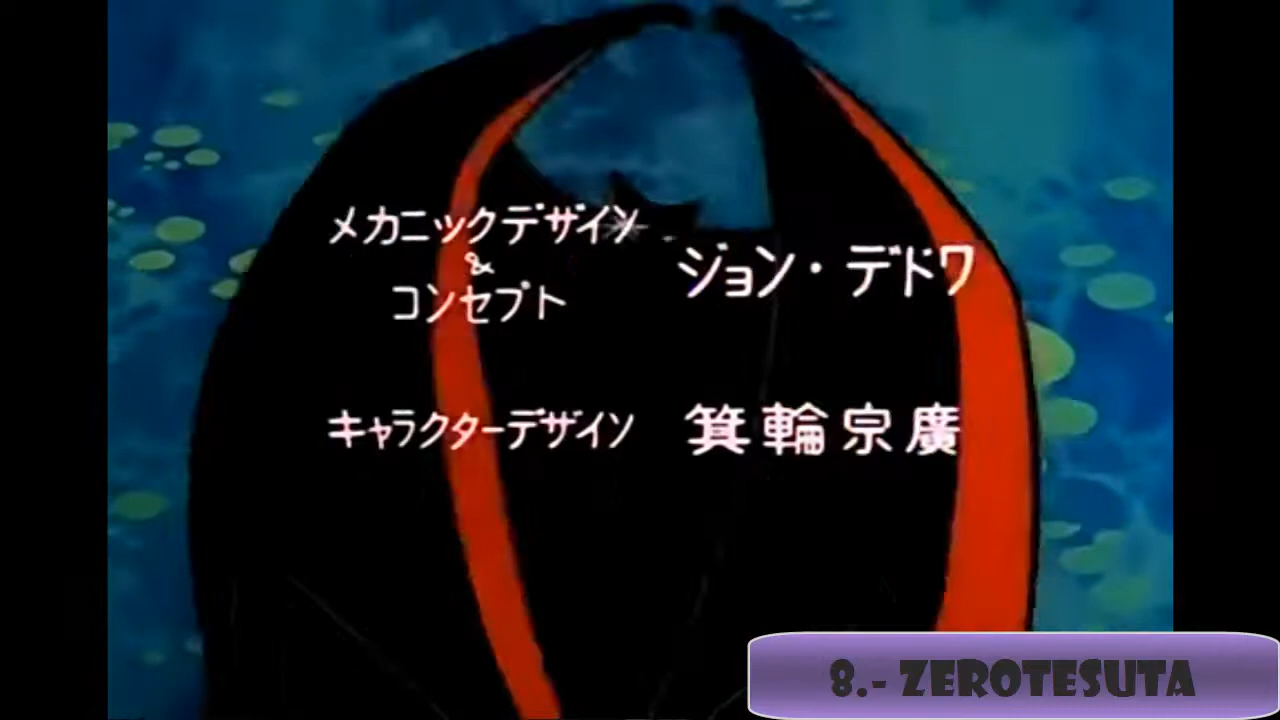 メカニックデザイン
&
コンセプト
ジョン・デドワ
キャラクターデザイン 箕輪宗廣
8.- ZEROTESUTA